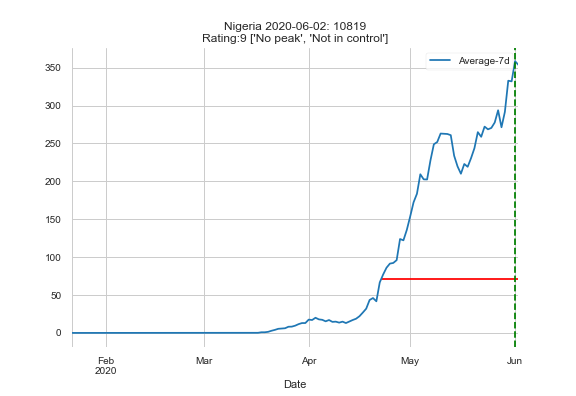 Nigeria 2020-06-02: 10819
Rating:9 ['No peak', 'Not in control']
Average-7d
350
300
250
200
150
100
50
0
Feb Mar Apr May Jun
2020
Date